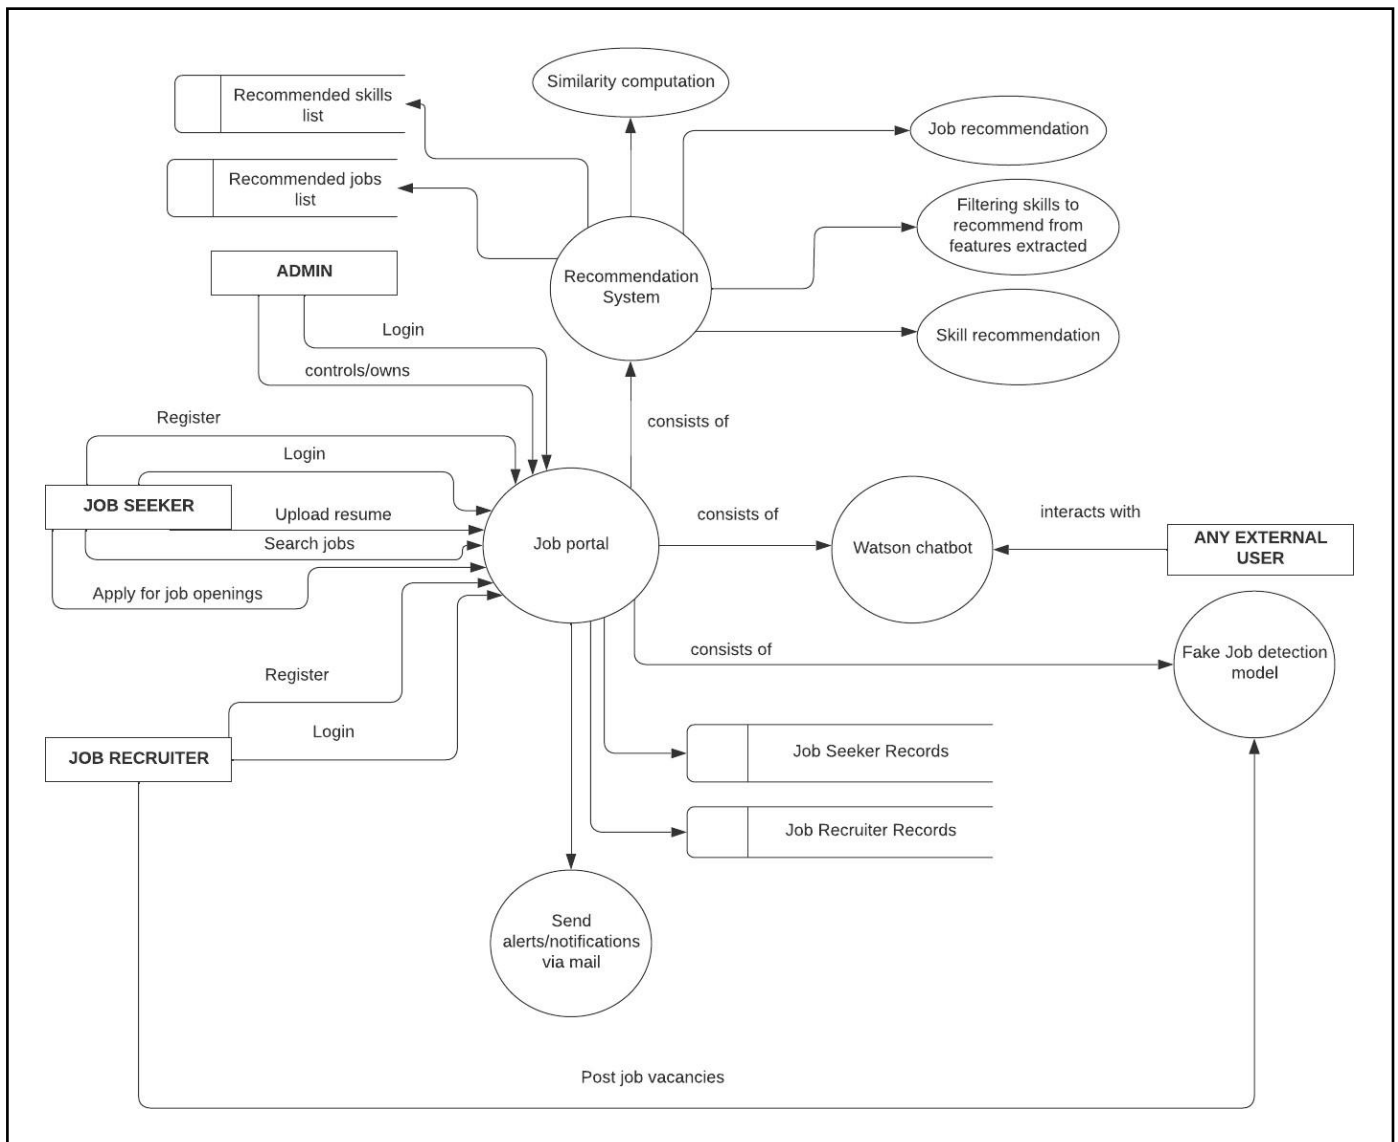 Similarity computation
Recommended skills
list
Job recommendation
Recommended jobs
list
Filtering skills to
recommend from
features extracted
ADMIN
Recommendation
System
Login
Skill recommendation
controls/owns
Register
consists of
Login
JOB SEEKER
Upload resume
consists of
interacts with
Search jobs
Job portal
Watson chatbot
ANY EXTERNAL
USER
Apply for job openings
consists of
Fake Job detection
model
Register
Login
JOB RECRUITER
Job Seeker Records
Job Recruiter Records
Send
alerts/notifications
via mail
Post job vacancies